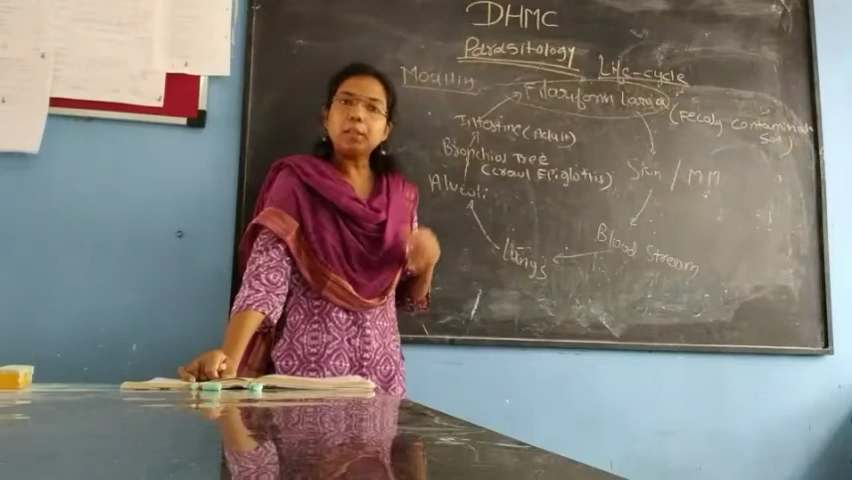 DHMC
Parasitology
Life-cycle
Motility
Filariform larva
(Fecaly contaminated
Soil)
Intestine (Adult)
Bronchial Tree
(crawl Epiglottis)
Skin / MM
Alveoli
Blood Stream
Lungs